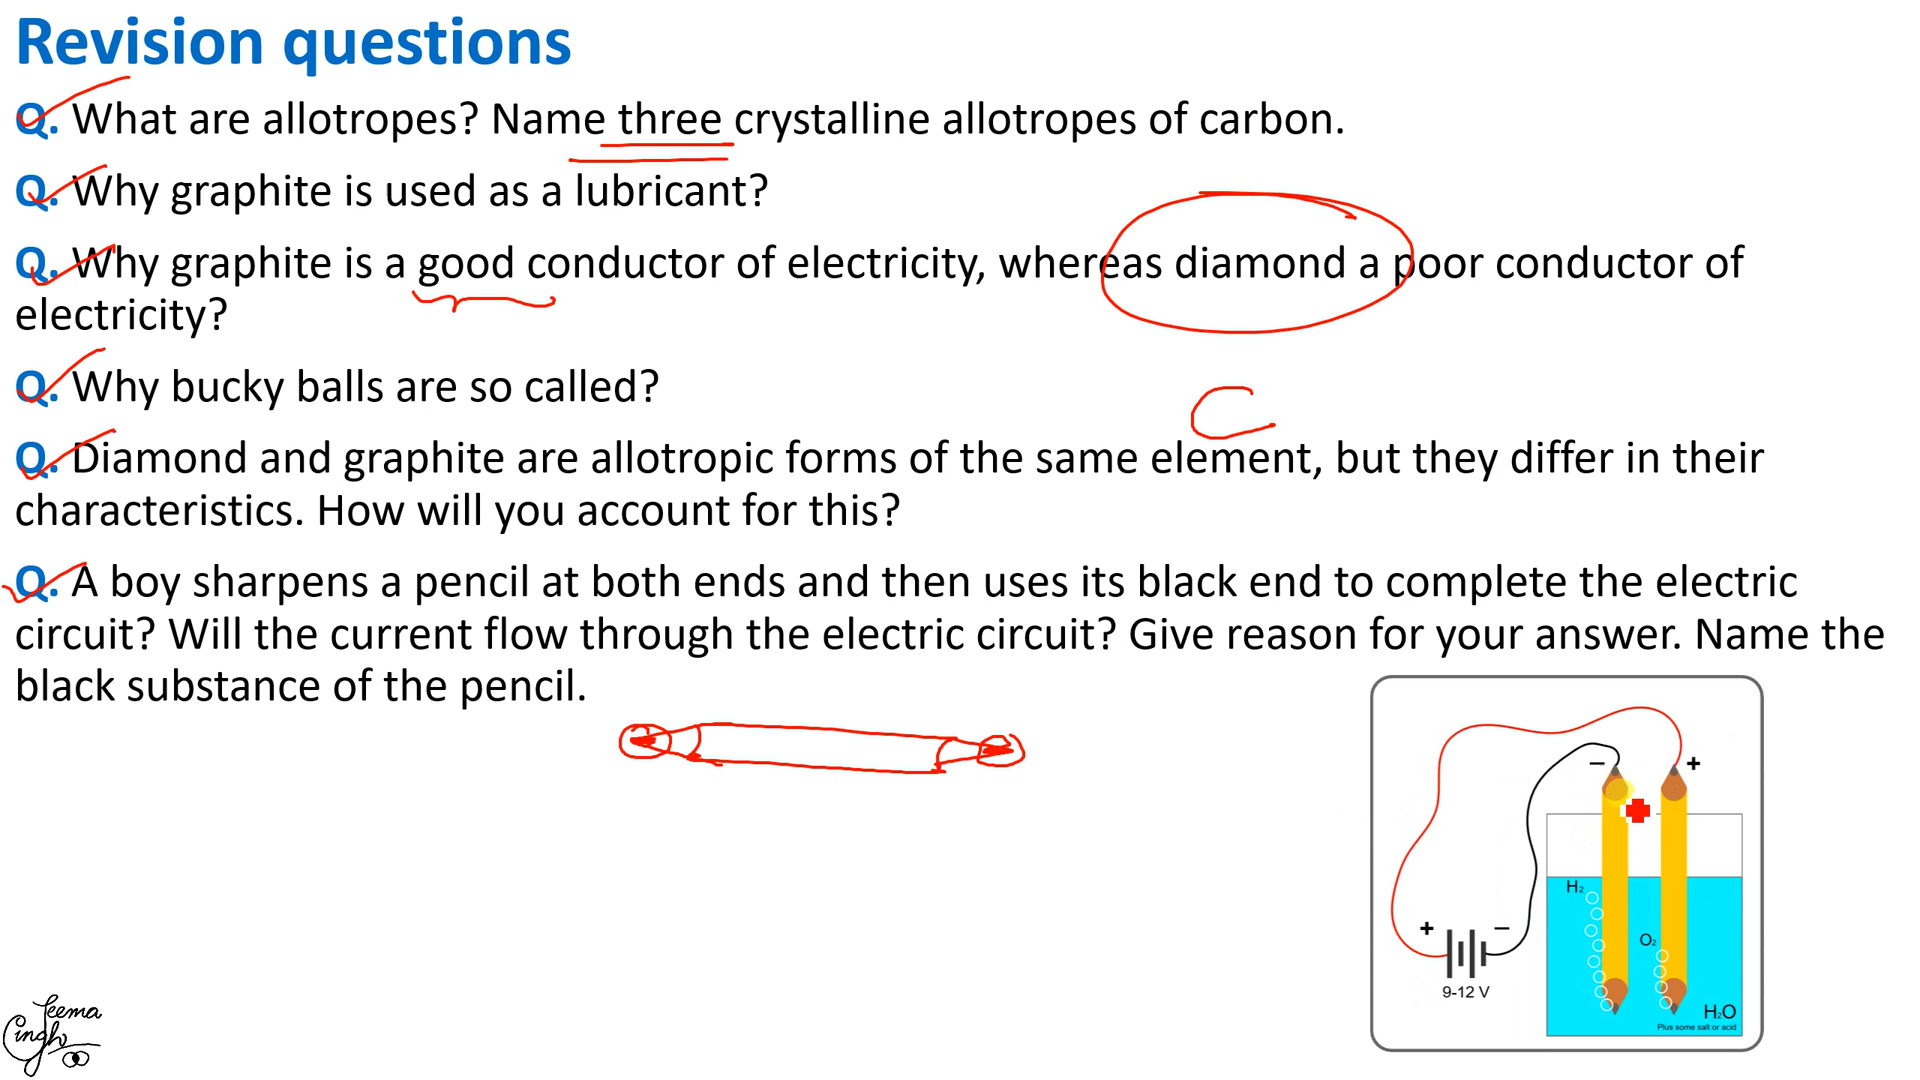 Revision questions
Q. What are allotropes? Name three crystalline allotropes of carbon.
Q. Why graphite is used as a lubricant?
Q. Why graphite is a good conductor of electricity, whereas diamond a poor conductor of
electricity?
Q. Why bucky balls are so called?
C
Q. Diamond and graphite are allotropic forms of the same element, but they differ in their
characteristics. How will you account for this?
Q. A boy sharpens a pencil at both ends and then uses its black end to complete the electric
circuit? Will the current flow through the electric circuit? Give reason for your answer. Name the
black substance of the pencil.
− +
H₂
O₂
+ −
9-12 V
H₂O
Plus some salt or acid